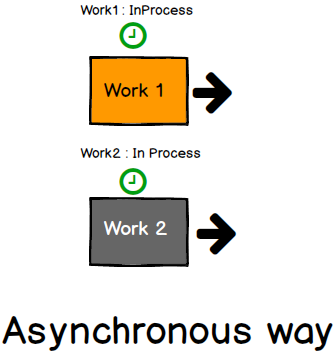 Work1 : InProcess
Work 1
Work2 : In Process
Work 2
Asynchronous way